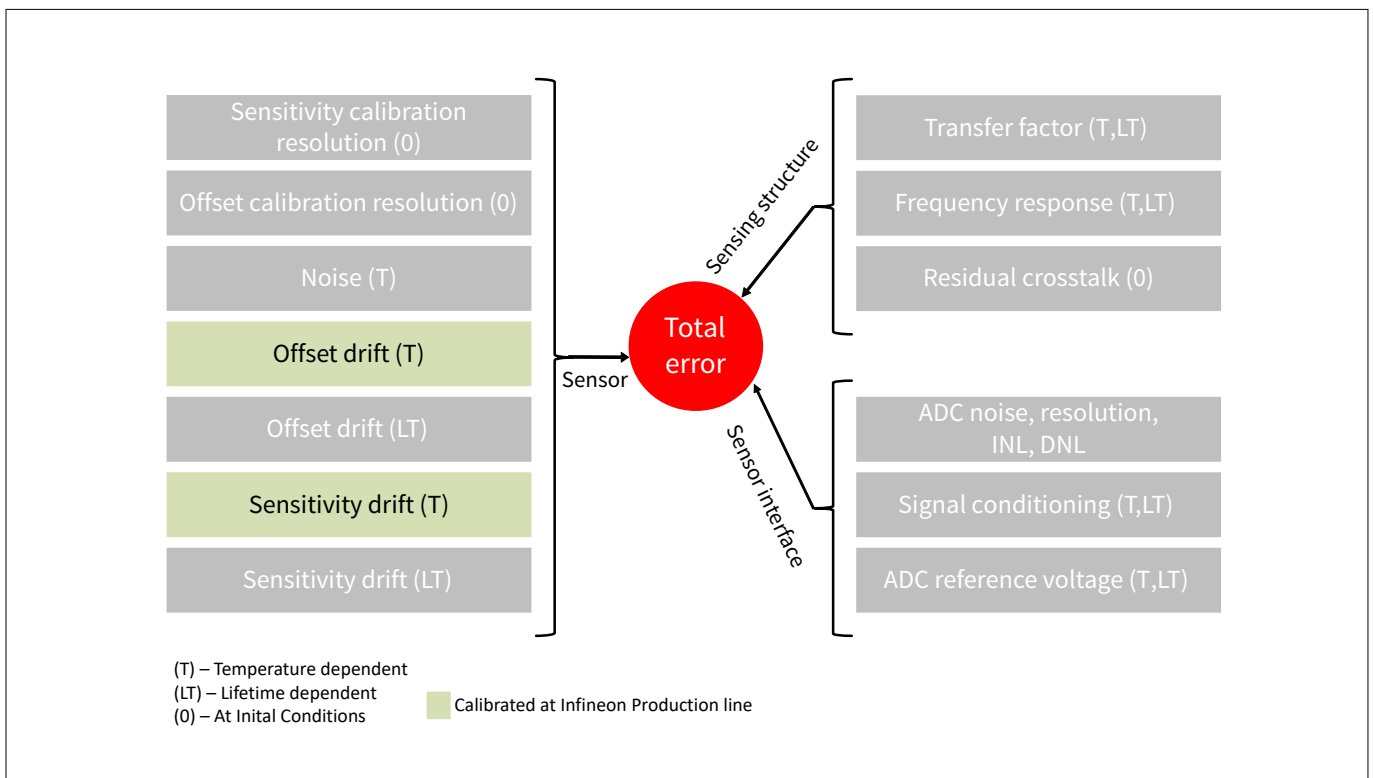 Sensitivity calibration
resolution (0)
Offset calibration resolution (0)
Noise (T)
Offset drift (T)
Offset drift (LT)
Sensitivity drift (T)
Sensitivity drift (LT)
Sensor
Total
error
Sensing structure
Sensor interface
Transfer factor (T,LT)
Frequency response (T,LT)
Residual crosstalk (0)
ADC noise, resolution,
INL, DNL
Signal conditioning (T,LT)
ADC reference voltage (T,LT)
(T) – Temperature dependent
(LT) – Lifetime dependent
(0) – At Inital Conditions
Calibrated at Infineon Production line